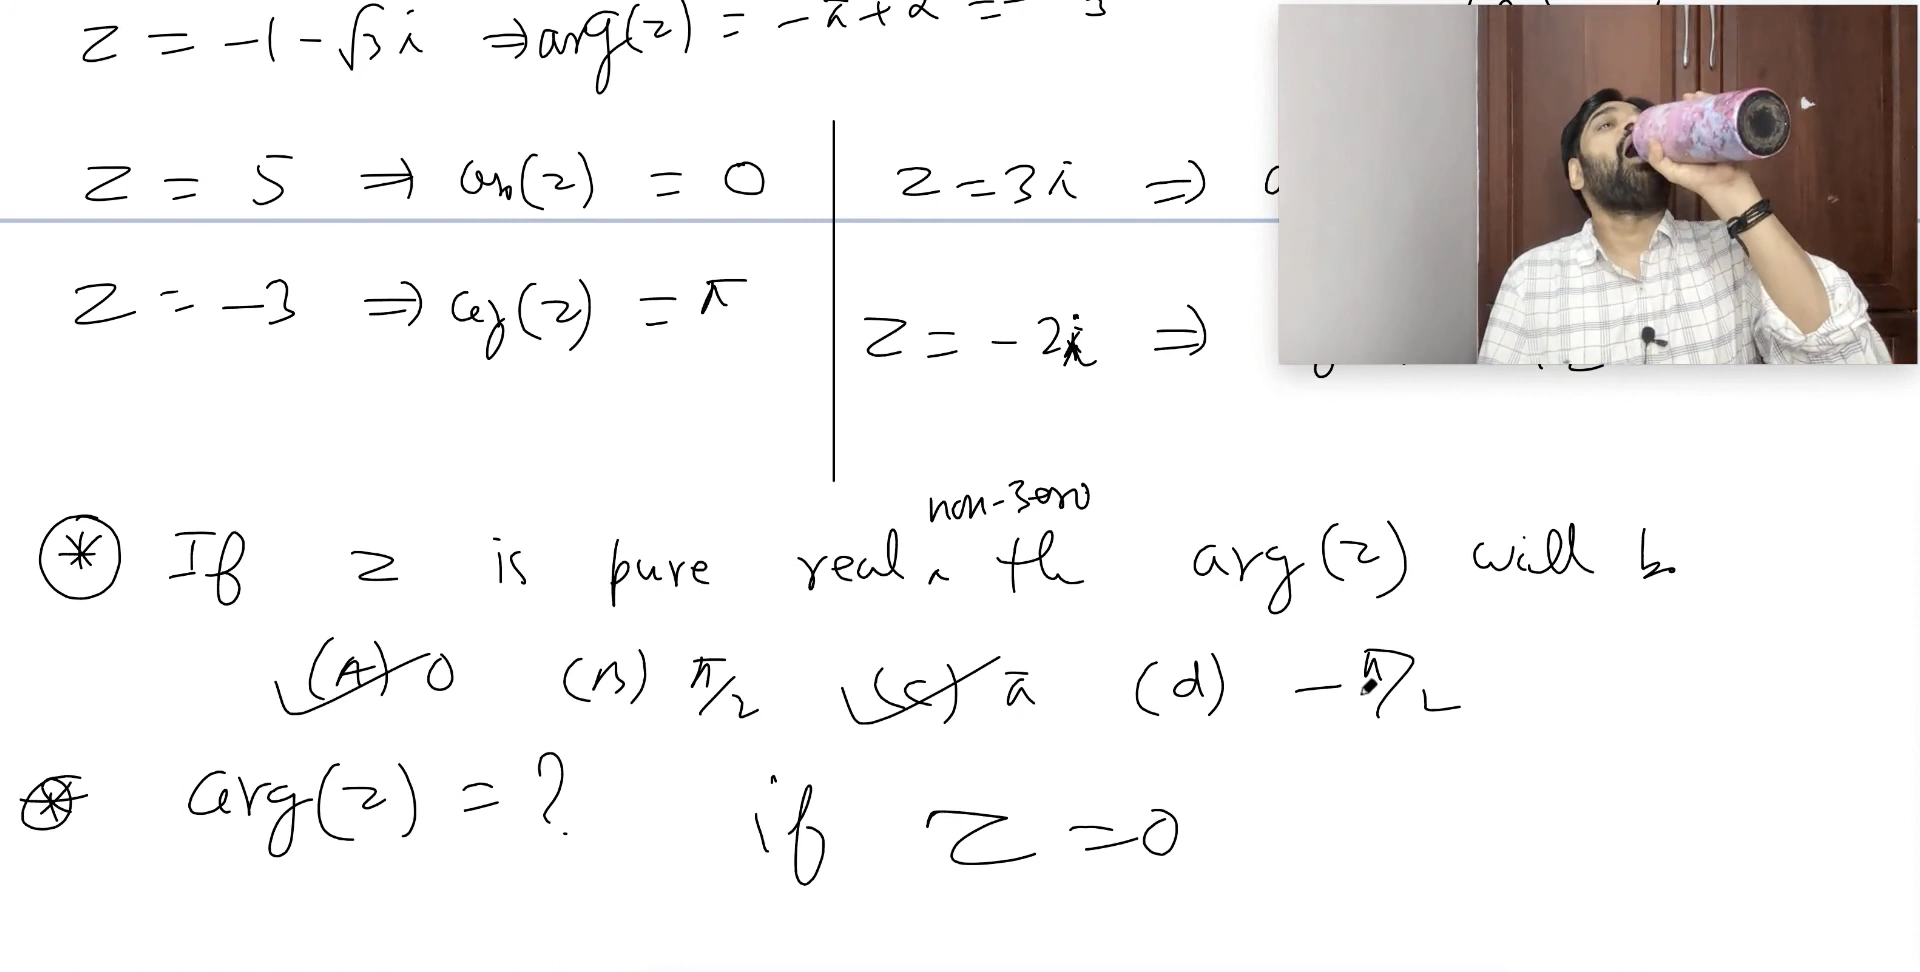 z = -1 - √3 i ⇒ arg(z) = -π + α =
z = 5 ⇒ arg(z) = 0
z = -3 ⇒ arg(z) = π
z = 3i ⇒
z = -2i ⇒
non-zero
⊛ If z is pure real ‸ th arg(z) will be
(A) 0 (B) π/2 (C) π (d) -π/2
⊛ arg(z) = ? if z = 0